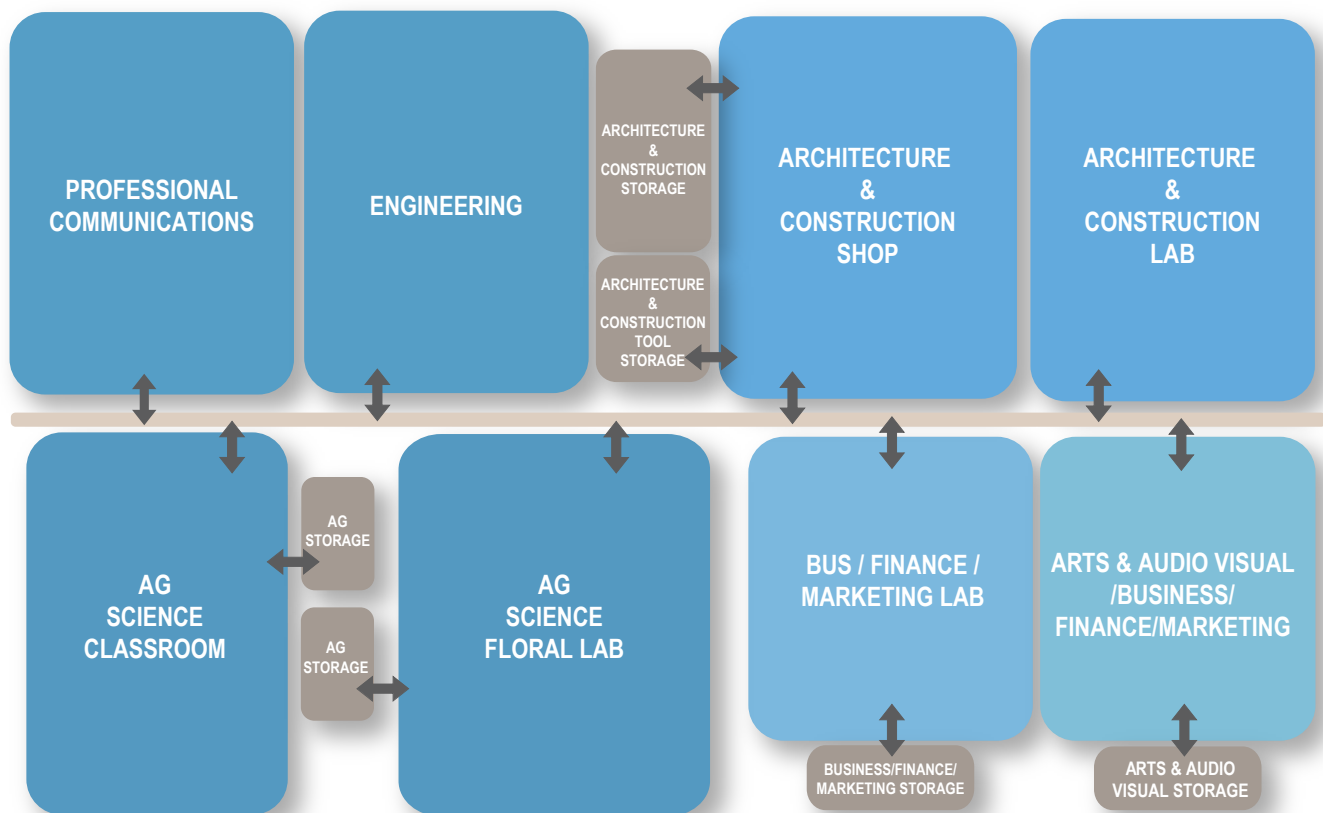 PROFESSIONAL
COMMUNICATIONS
ENGINEERING
ARCHITECTURE
&
CONSTRUCTION
STORAGE
ARCHITECTURE
&
CONSTRUCTION
TOOL
STORAGE
ARCHITECTURE
&
CONSTRUCTION
SHOP
ARCHITECTURE
&
CONSTRUCTION
LAB
AG
SCIENCE
CLASSROOM
AG
STORAGE
AG
STORAGE
AG
SCIENCE
FLORAL LAB
BUS / FINANCE /
MARKETING LAB
ARTS & AUDIO VISUAL
/BUSINESS/
FINANCE/MARKETING
BUSINESS/FINANCE/
MARKETING STORAGE
ARTS & AUDIO
VISUAL STORAGE